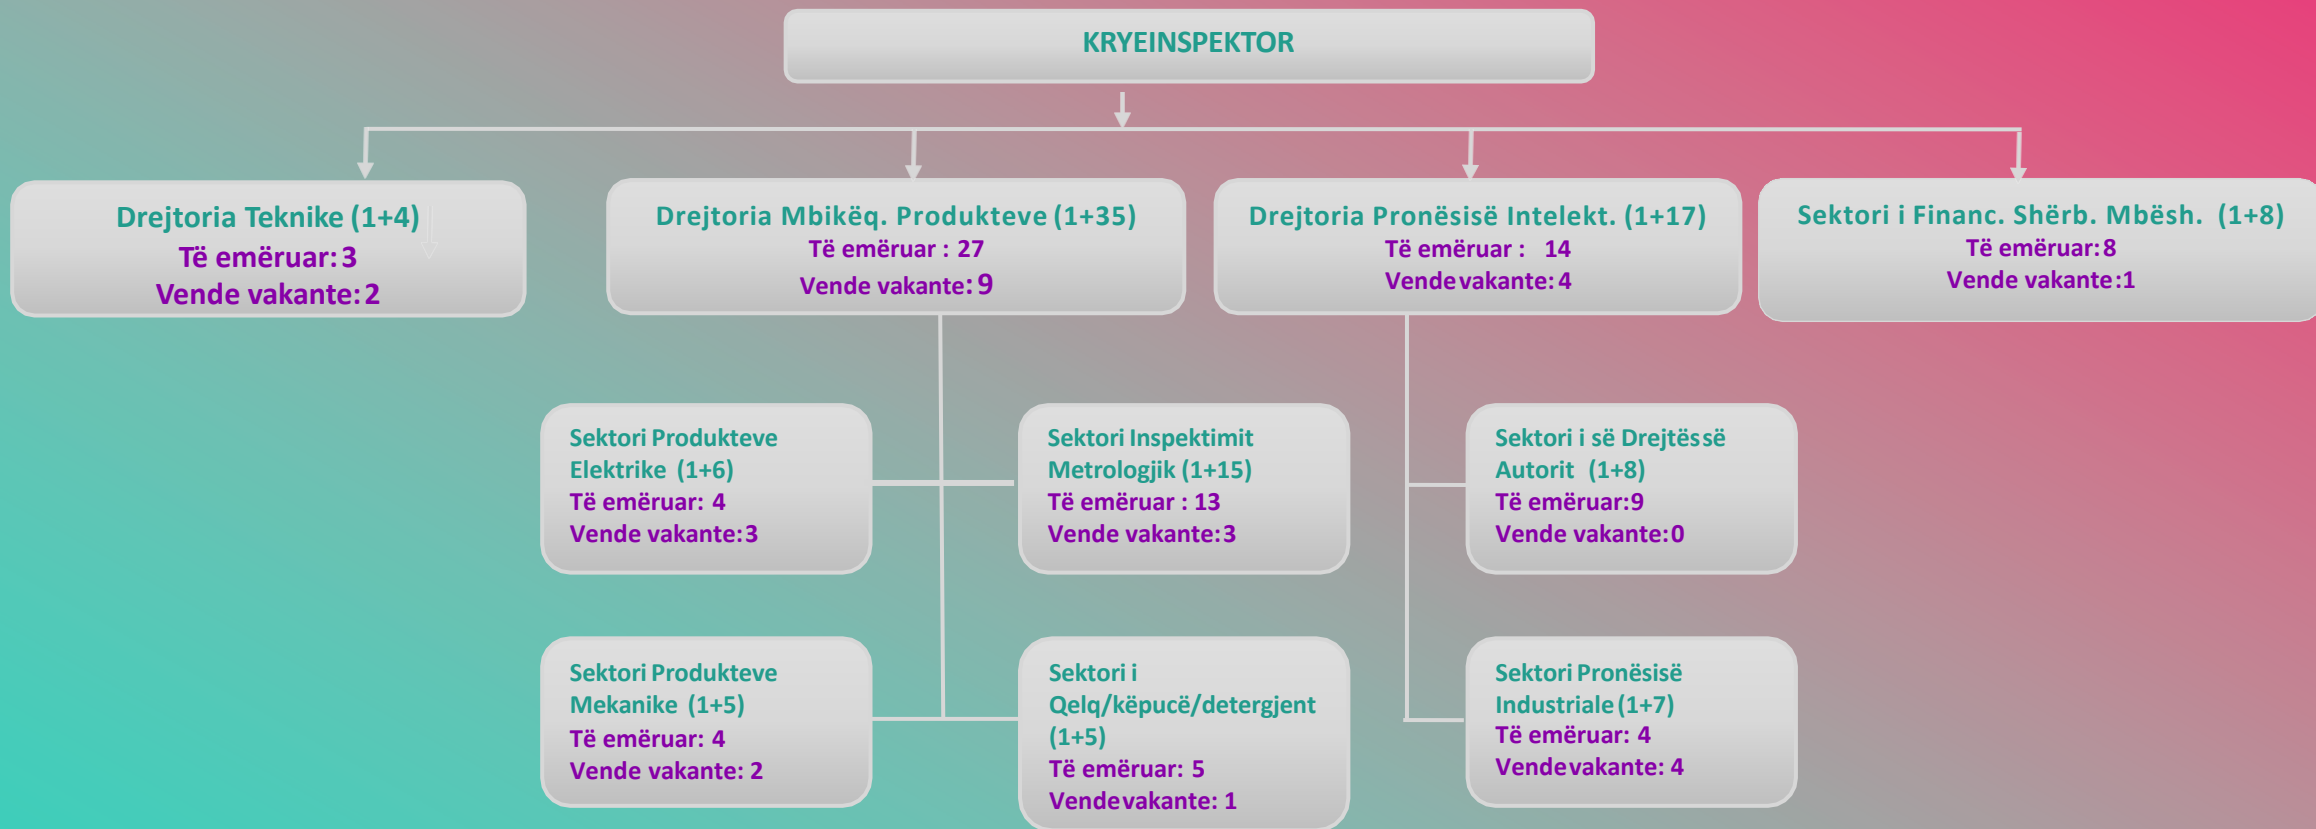 KRYEINSPEKTOR
Drejtoria Teknike (1+4)
Të emëruar: 3
Vende vakante: 2
Drejtoria Mbikëq. Produkteve (1+35)
Të emëruar : 27
Vende vakante: 9
Drejtoria Pronësisë Intelekt. (1+17)
Të emëruar : 14
Vende vakante: 4
Sektori i Financ. Shërb. Mbësh. (1+8)
Të emëruar: 8
Vende vakante :1
Sektori Produkteve
Elektrike (1+6)
Të emëruar: 4
Vende vakante: 3
Sektori Inspektimit
Metrologjik (1+15)
Të emëruar : 13
Vende vakante: 3
Sektori i së Drejtëssë
Autorit (1+8)
Të emëruar:9
Vende vakante: 0
Sektori Produkteve
Mekanike (1+5)
Të emëruar: 4
Vende vakante: 2
Sektori i
Qelq/këpucë/detergjent
(1+5)
Të emëruar: 5
Vende vakante: 1
Sektori Pronësisë
Industriale (1+7)
Të emëruar: 4
Vende vakante: 4